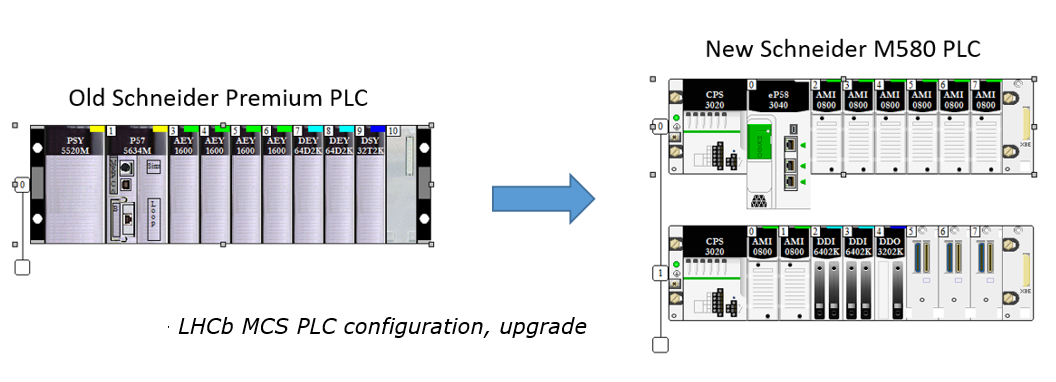 New Schneider M580 PLC
Old Schneider Premium PLC
PSY 1 P57 3 AEY 4 AEY 5 AEY 6 AEY 7 DEY 8 DEY 9 DSY 10
5520M 5634M 1600 1600 1600 1600 64D2K 64D2K 32T2K
0
Loop
CPS 0 eP58 2 AMI 3 AMI 4 AMI 5 AMI 6 AMI 7 AMI
3020 3040 0800 0800 0800 0800 0800 0800
0
XBE
CPS 0 AMI 1 AMI 2 DDI 3 DDI 4 DDO 5 6 7
3020 0800 0800 6402K 6402K 3202K
1
XBE
· LHCb MCS PLC configuration, upgrade